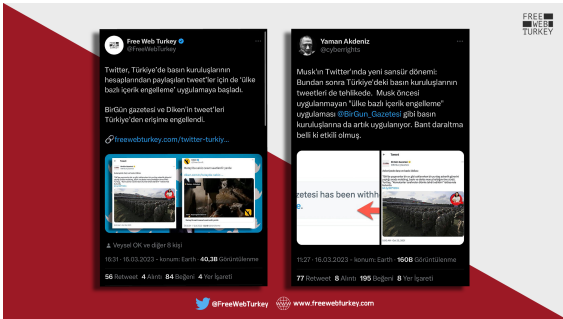 FREE
WEB
TURKEY
Free Web Turkey
@FreeWebTurkey
Twitter, Türkiye'de basın kuruluşlarının
hesaplarından paylaşılan tweet'ler için de 'ülke
bazlı içerik engelleme' uygulamaya başladı.
BirGün gazetesi ve Diken'in tweet'leri
Türkiye'den erişime engellendi.
freewebturkey.com/twitter-turkiy...
Veysel OK ve diğer 8 kişi
16:31 · 16.03.2023 · konum: Earth · 40,3B Görüntülenme
56 Retweet 4 Alıntı 84 Beğeni 4 Yer İşareti
Yaman Akdeniz
@cyberrights
Musk'ın Twitter'ında yeni sansür dönemi:
Bundan sonra Türkiye'deki basın kuruluşlarının
tweetleri de tehlikede. Musk öncesi
uygulanmayan "ülke bazlı içerik engelleme"
uygulaması @BirGun_Gazetesi gibi basın
kuruluşlarına da artık uygulanıyor. Bant daraltma
belli ki etkili olmuş.
zetesi has been withh
e.
Tweet
11:27 · 16.03.2023 · konum: Earth · 160B Görüntülenme
77 Retweet 8 Alıntı 195 Beğeni 8 Yer İşareti
@FreeWebTurkey www.freewebturkey.com